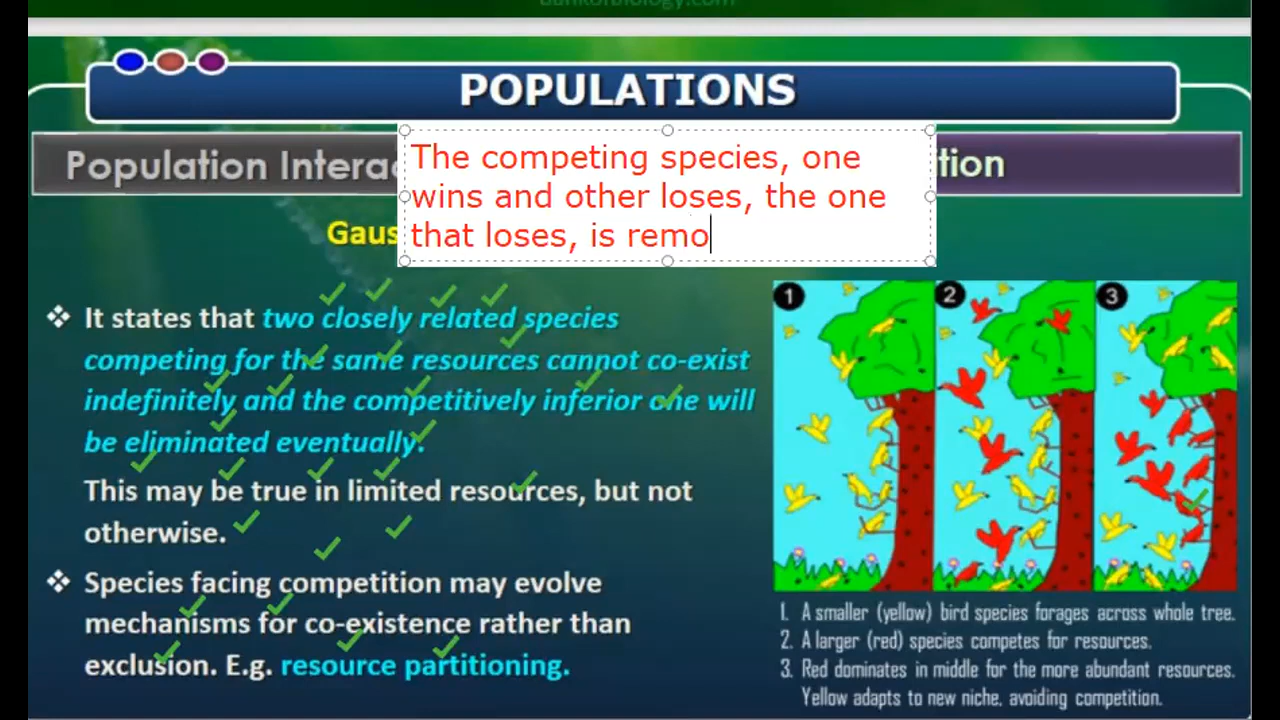 POPULATIONS
Population Interac
tion
The competing species, one
wins and other loses, the one
that loses, is remo
Gaus
❖ It states that two closely related species
competing for the same resources cannot co-exist
indefinitely and the competitively inferior one will
be eliminated eventually.
This may be true in limited resources, but not
otherwise.
❖ Species facing competition may evolve
mechanisms for co-existence rather than
exclusion. E.g. resource partitioning.
1 2 3
1. A smaller (yellow) bird species forages across whole tree.
2. A larger (red) species competes for resources.
3. Red dominates in middle for the more abundant resources.
Yellow adapts to new niche, avoiding competition.